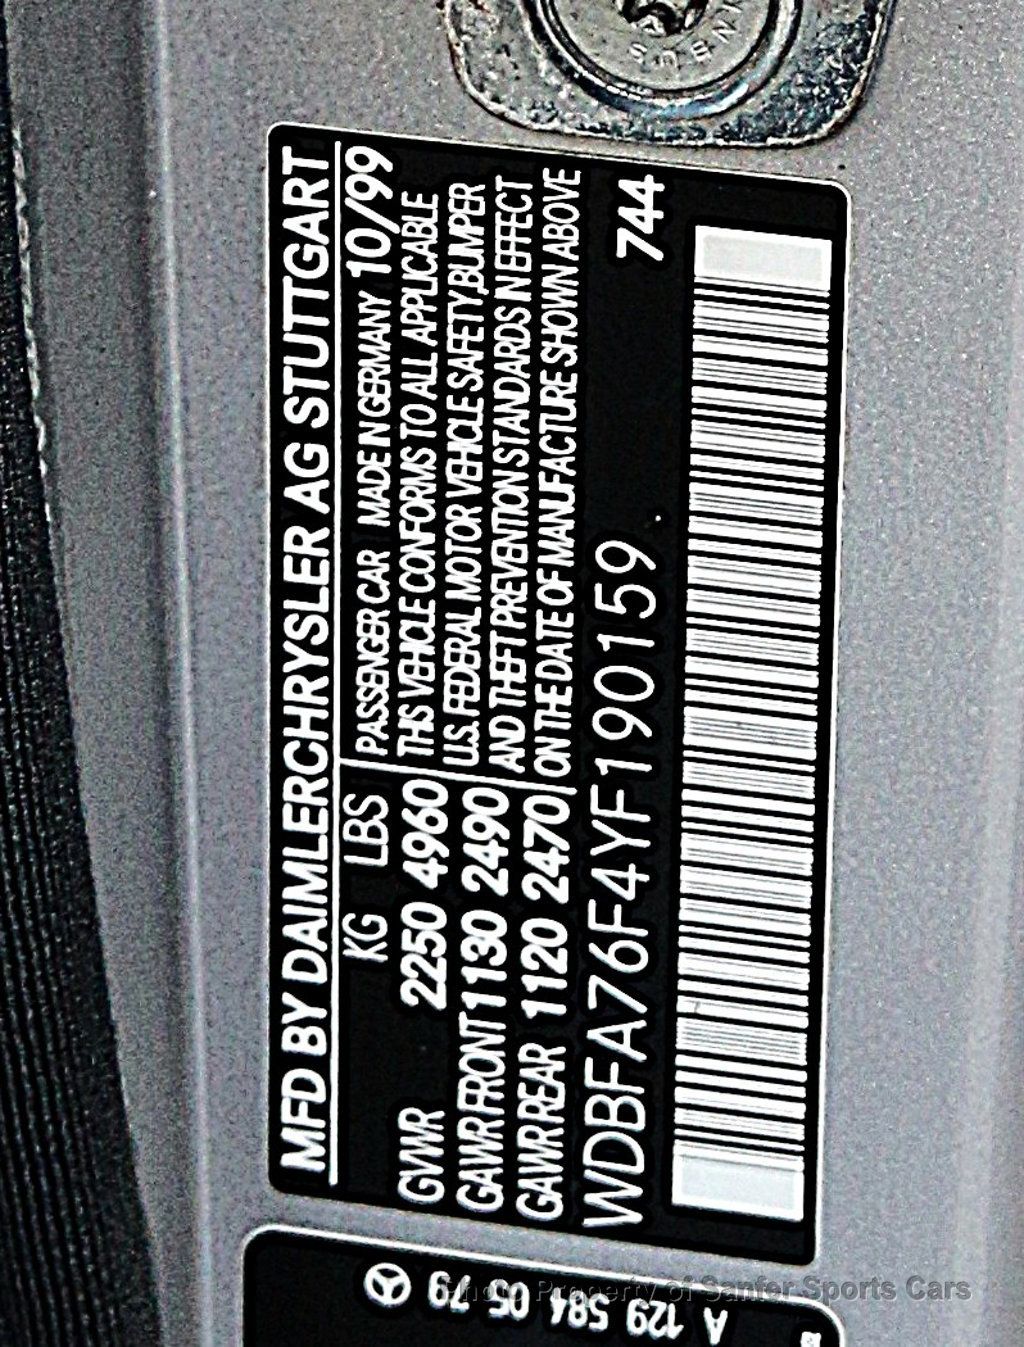 MFD BY DAIMLERCHRYSLER AG STUTTGART
KG LBS
GVWR 2250 4960
GAWR FRONT 1130 2490
GAWR REAR 1120 2470
PASSENGER CAR MADE IN GERMANY 10/99
THIS VEHICLE CONFORMS TO ALL APPLICABLE
U.S. FEDERAL MOTOR VEHICLE SAFETY,BUMPER
AND THEFT PREVENTION STANDARDS IN EFFECT
ON THE DATE OF MANUFACTURE SHOWN ABOVE
WDBFA76F4YF190159 744
A 129 584 05 79
Photo Property of Sanfer Sports Cars